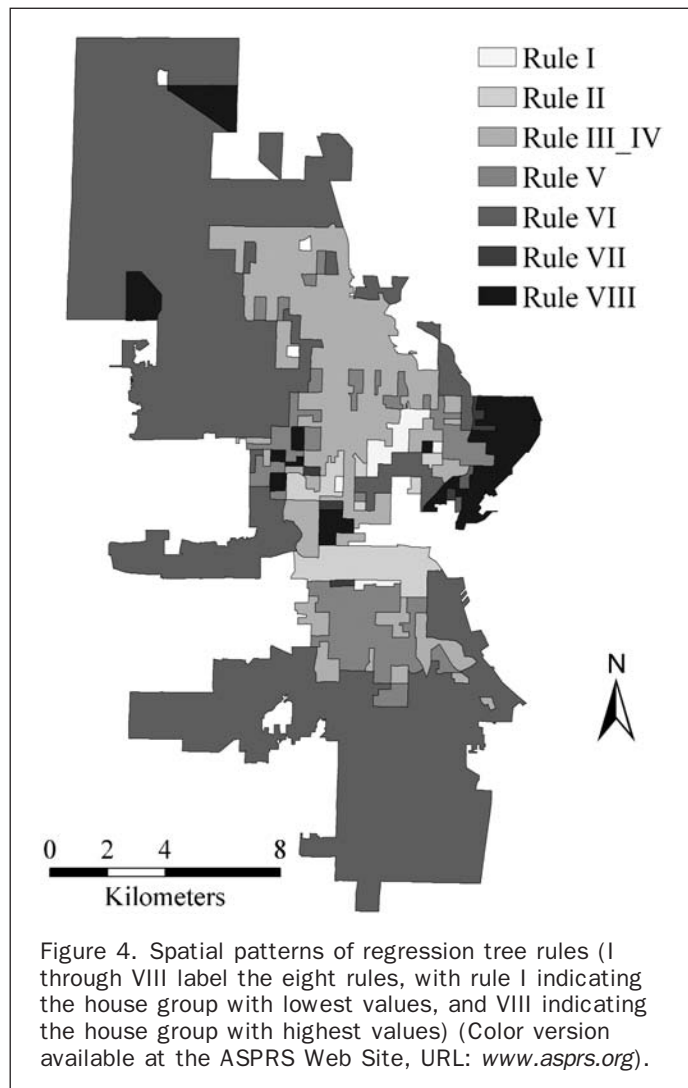 Rule I
Rule II
Rule III_IV
Rule V
Rule VI
Rule VII
Rule VIII
N
0 2 4 8
Kilometers
Figure 4. Spatial patterns of regression tree rules (I
through VIII label the eight rules, with rule I indicating
the house group with lowest values, and VIII indicating
the house group with highest values) (Color version
available at the ASPRS Web Site, URL: www.asprs.org).